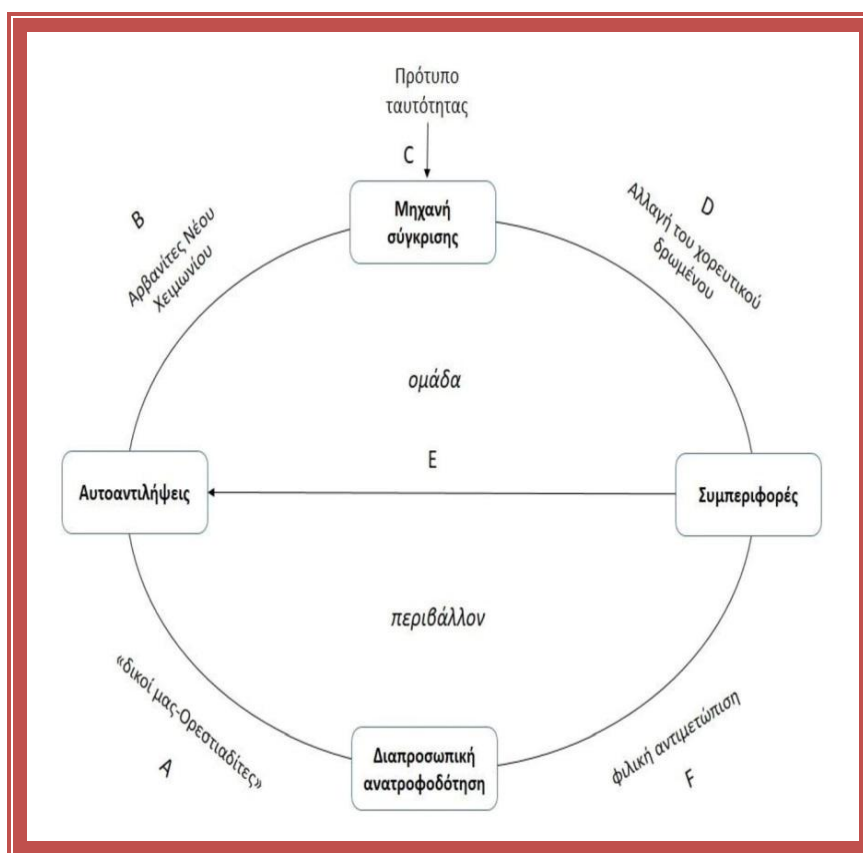 Πρότυπο
ταυτότητας
C
Μηχανή
σύγκρισης
B
Αρβανίτες Νέου
Χειμωνίου
D
Αλλαγή του χορευτικού
δρωμένου
ομάδα
E
Αυτοαντιλήψεις
Συμπεριφορές
περιβάλλον
«δικοί μας-Ορεστιαδίτες»
A
Διαπροσωπική
ανατροφοδότηση
φιλική αντιμετώπιση
F